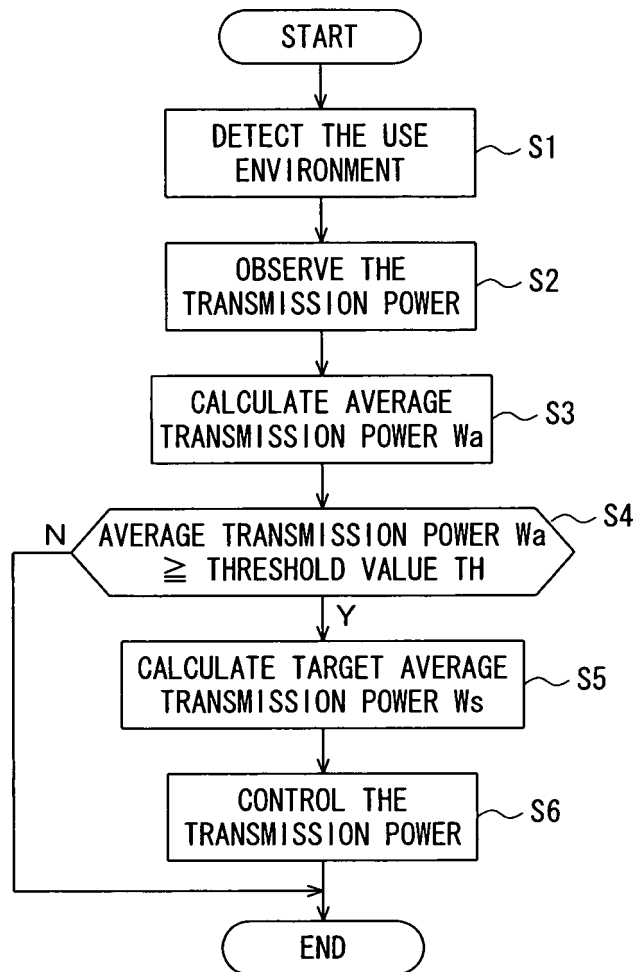 START
DETECT THE USE
ENVIRONMENT
S1
OBSERVE THE
TRANSMISSION POWER
S2
CALCULATE AVERAGE
TRANSMISSION POWER Wa
S3
N
AVERAGE TRANSMISSION POWER Wa
≧ THRESHOLD VALUE TH
S4
Y
CALCULATE TARGET AVERAGE
TRANSMISSION POWER Ws
S5
CONTROL THE
TRANSMISSION POWER
S6
END